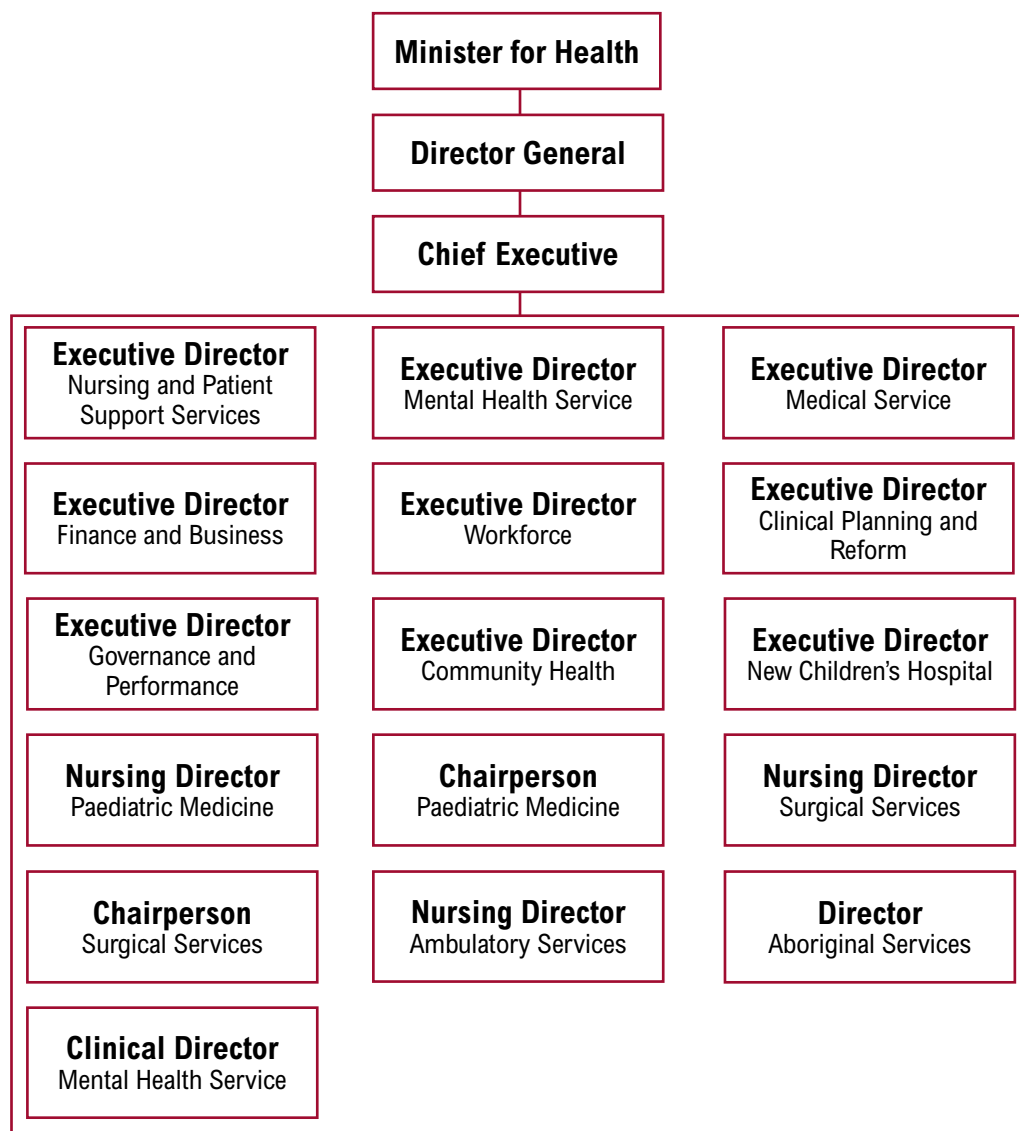 Minister for Health
Director General
Chief Executive
Executive Director
Nursing and Patient
Support Services
Executive Director
Mental Health Service
Executive Director
Medical Service
Executive Director
Finance and Business
Executive Director
Workforce
Executive Director
Clinical Planning and
Reform
Executive Director
Governance and
Performance
Executive Director
Community Health
Executive Director
New Children’s Hospital
Nursing Director
Paediatric Medicine
Chairperson
Paediatric Medicine
Nursing Director
Surgical Services
Chairperson
Surgical Services
Nursing Director
Ambulatory Services
Director
Aboriginal Services
Clinical Director
Mental Health Service